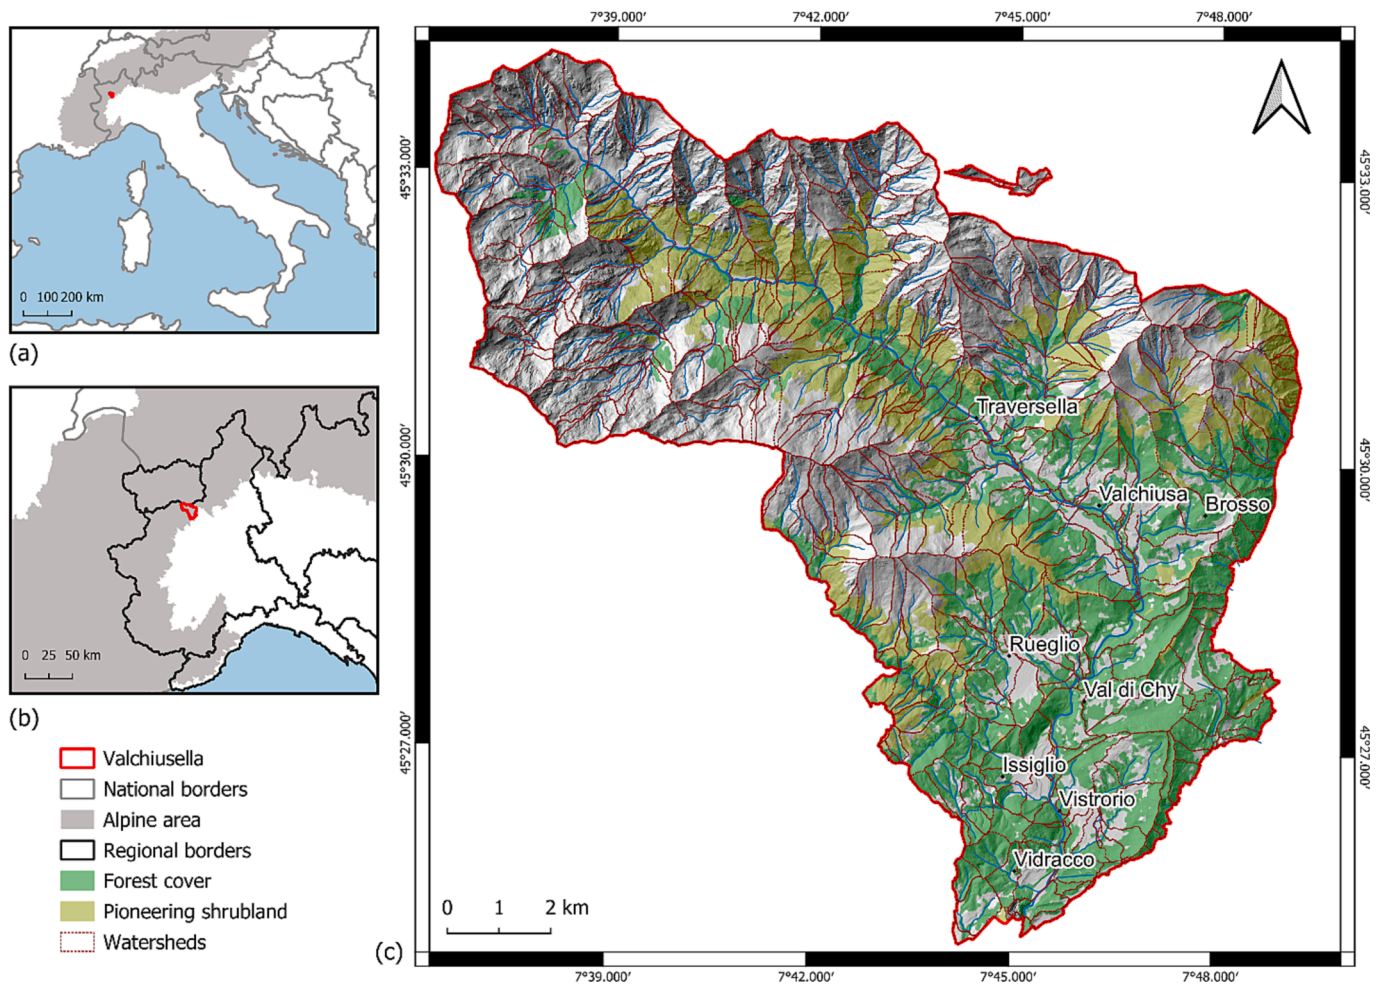 7°39.000′ 7°42.000′ 7°45.000′ 7°48.000′
0 100 200 km
(a)
0 25 50 km
(b)
Valchiusella
National borders
Alpine area
Regional borders
Forest cover
Pioneering shrubland
Watersheds
45°33.000′
45°30.000′
45°27.000′
Traversella
Valchiusa
Brosso
Rueglio
Val di Chy
Issiglio
Vistrorio
Vidracco
0 1 2 km
(c)
45°33.000′
45°30.000′
45°27.000′
7°39.000′ 7°42.000′ 7°45.000′ 7°48.000′